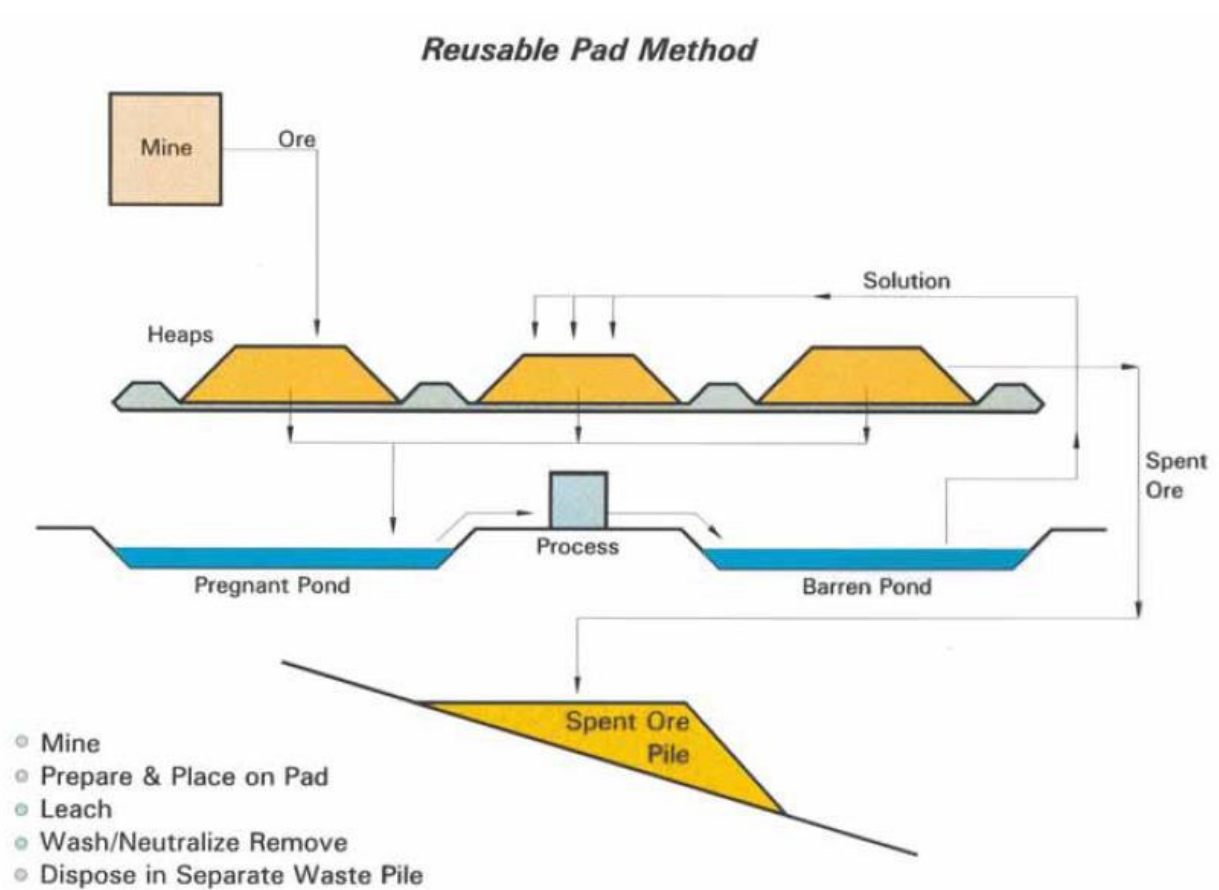 Reusable Pad Method
Mine
Ore
Solution
Heaps
Spent
Ore
Process
Pregnant Pond
Barren Pond
Spent Ore
Pile
Mine
Prepare & Place on Pad
Leach
Wash/Neutralize Remove
Dispose in Separate Waste Pile